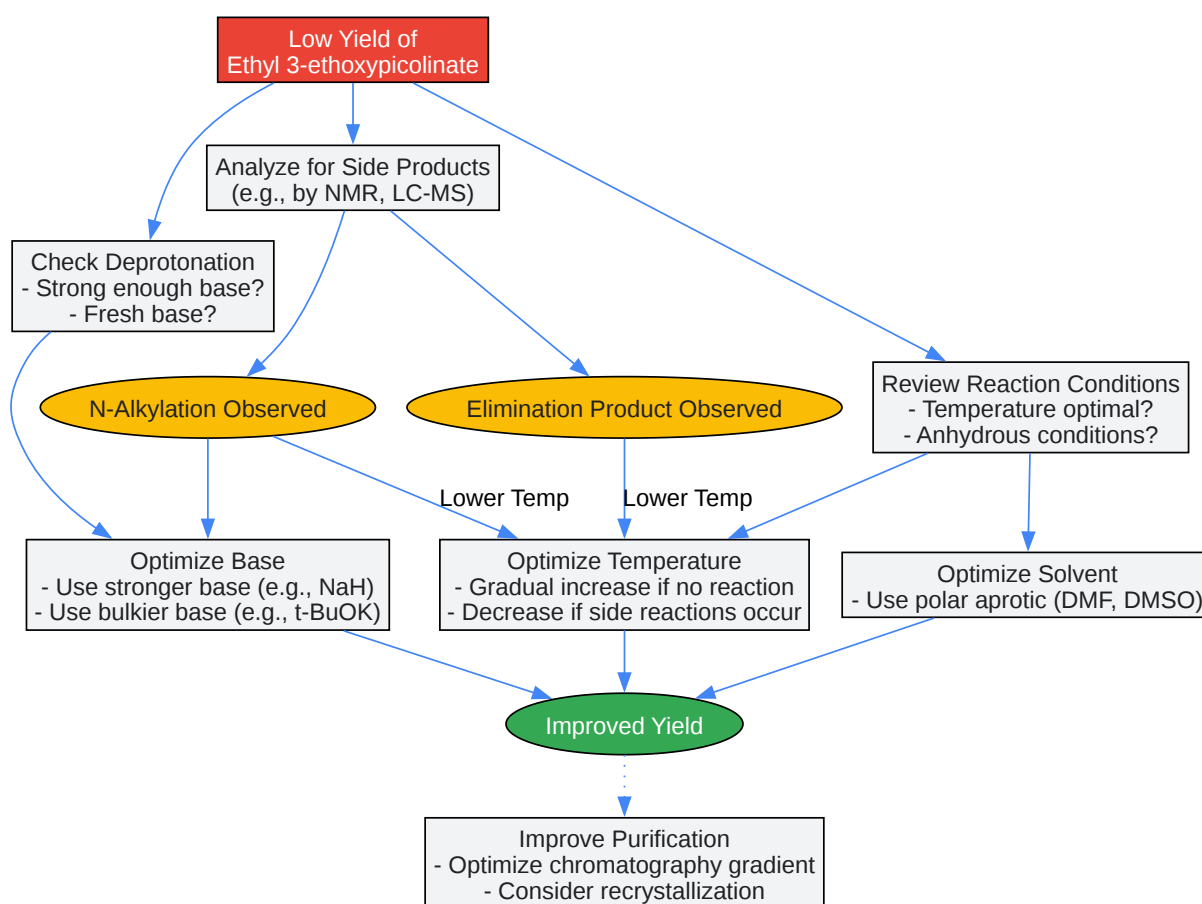 Low Yield of
Ethyl 3-ethoxypicolinate
Analyze for Side Products
(e.g., by NMR, LC-MS)
Check Deprotonation
- Strong enough base?
- Fresh base?
N-Alkylation Observed
Elimination Product Observed
Review Reaction Conditions
- Temperature optimal?
- Anhydrous conditions?
Lower Temp
Lower Temp
Optimize Base
- Use stronger base (e.g., NaH)
- Use bulkier base (e.g., t-BuOK)
Optimize Temperature
- Gradual increase if no reaction
- Decrease if side reactions occur
Optimize Solvent
- Use polar aprotic (DMF, DMSO)
Improved Yield
Improve Purification
- Optimize chromatography gradient
- Consider recrystallization